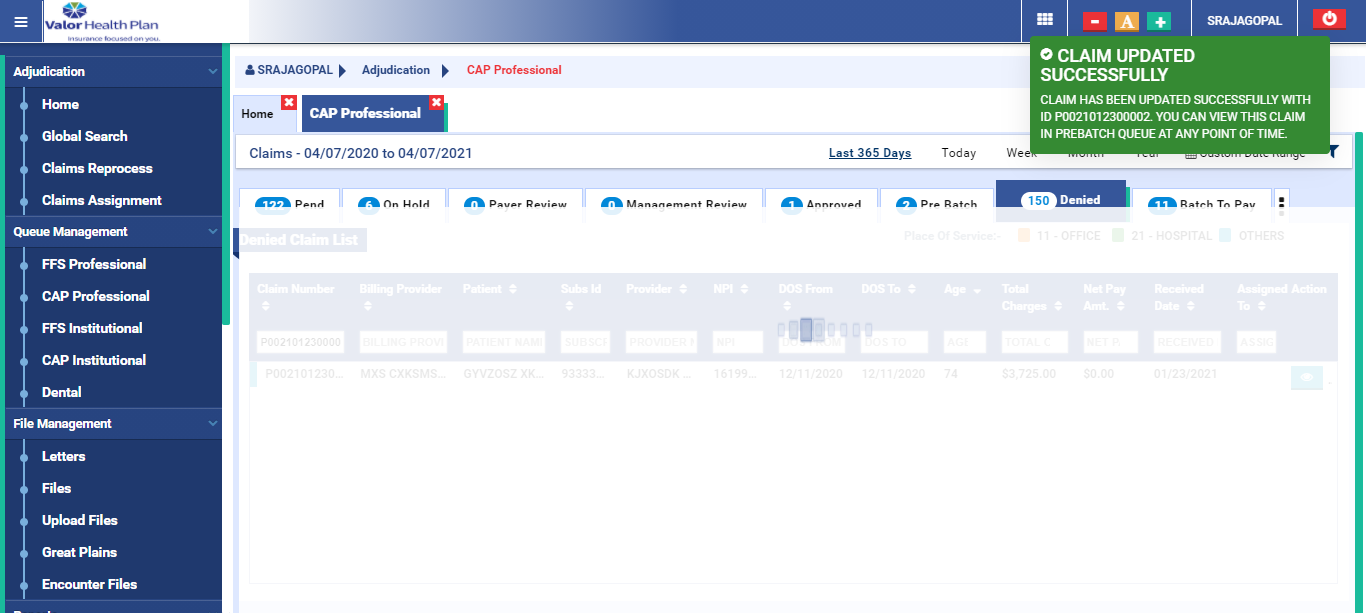 Valor Health Plan
Insurance focused on you.
A
SRAJAGOPAL
Adjudication
Home
Global Search
Claims Reprocess
Claims Assignment
Queue Management
FFS Professional
CAP Professional
FFS Institutional
CAP Institutional
Dental
File Management
Letters
Files
Upload Files
Great Plains
Encounter Files
SRAJAGOPAL Adjudication CAP Professional
CLAIM UPDATED
SUCCESSFULLY
CLAIM HAS BEEN UPDATED SUCCESSFULLY WITH
ID P0021012300002. YOU CAN VIEW THIS CLAIM
IN PREBATCH QUEUE AT ANY POINT OF TIME.
Home CAP Professional
Claims - 04/07/2020 to 04/07/2021 Last 365 Days Today Week Month Year Custom Date Range
122 Pend 6 On Hold 0 Payer Review 0 Management Review 1 Approved 2 Pre Batch 150 Denied 11 Batch To Pay
Denied Claim List Place Of Service:- 11 - OFFICE 21 - HOSPITAL OTHERS
Claim Number Billing Provider Patient Subs Id Provider NPI DOS From DOS To Age Total Charges Net Pay Amt. Received Date Assigned To Action
P002101230000 BILLING PROVI PATIENT NAMI SUBSCF PROVIDER NPI DOS FROM DOS TO AGE TOTAL C NET P. RECEIVED ASSIG
P002101230... MXS CXKSMS... GYVZOSZ XK... 93333... KJXOSDK ... 16199... 12/11/2020 12/11/2020 74 $3,725.00 $0.00 01/23/2021